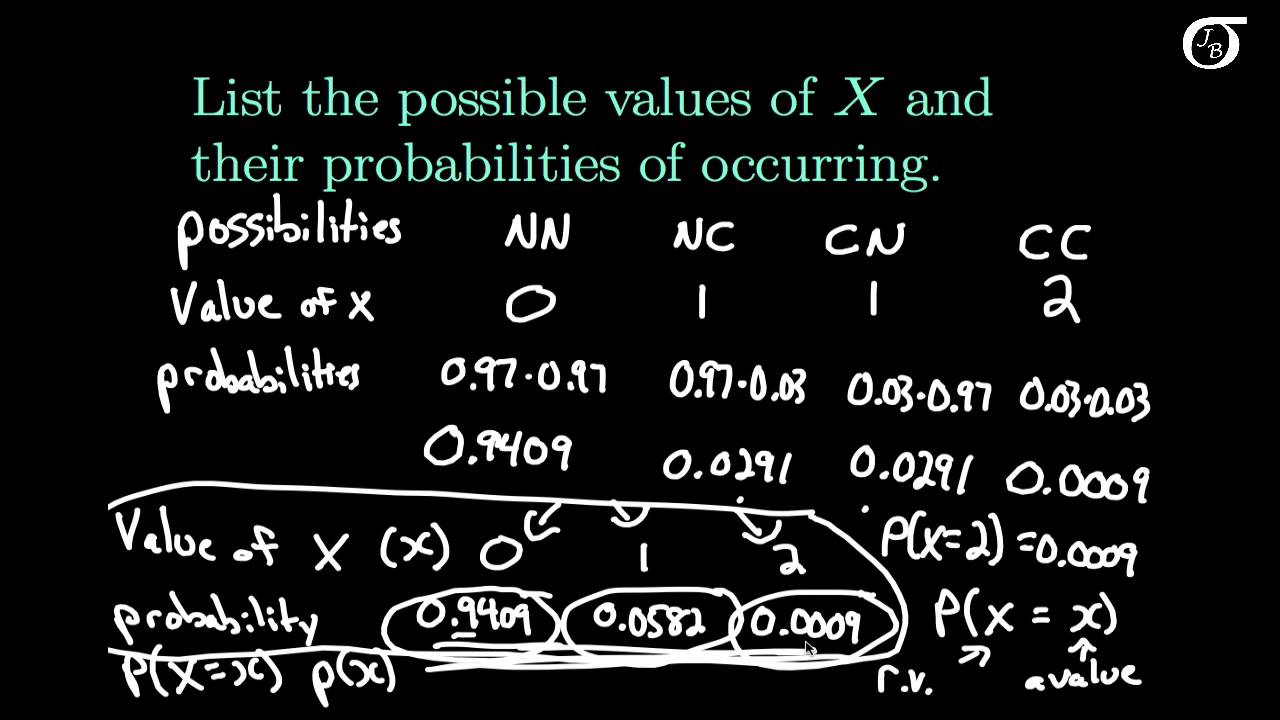 σ JB
List the possible values of X and
their probabilities of occurring.
possibilities NN NC CN CC
Value of X 0 1 1 2
probabilities 0.97·0.97 0.97·0.03 0.03·0.97 0.03·0.03
0.9409 0.0291 0.0291 0.0009
Value of X (x) 0 1 2 P(X=2) =0.0009
probability 0.9409 0.0582 0.0009 P(X = x)
P(X=x) p(x) r.v. a value